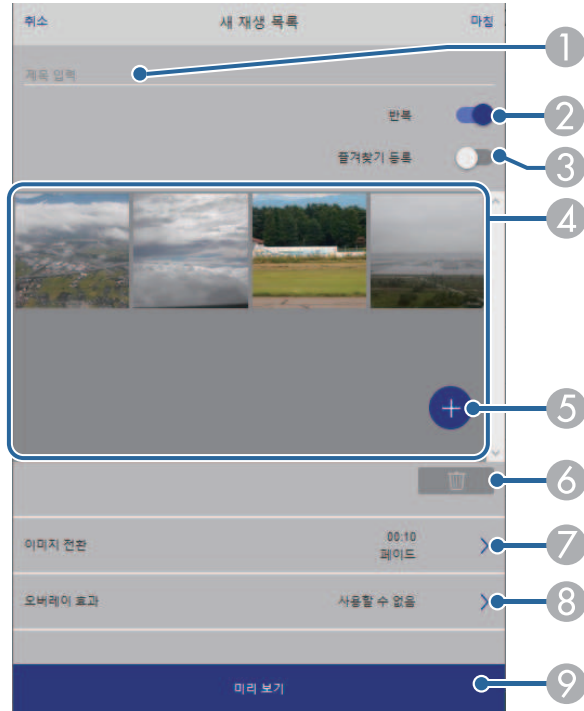 취소 새 재생 목록 마침
1
제목 입력
반복 2
즐겨찾기 등록 3
4
5
6
이미지 전환 00:10 7
페이드
오버레이 효과 사용할 수 없음 8
미리 보기 9